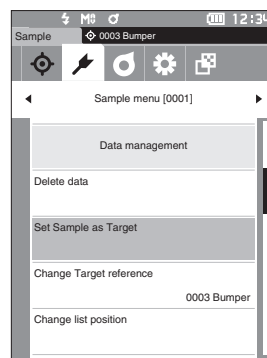 M0 12:34
Sample 0003 Bumper
Sample menu [0001]
Data management
Delete data
Set Sample as Target
Change Target reference
0003 Bumper
Change list position